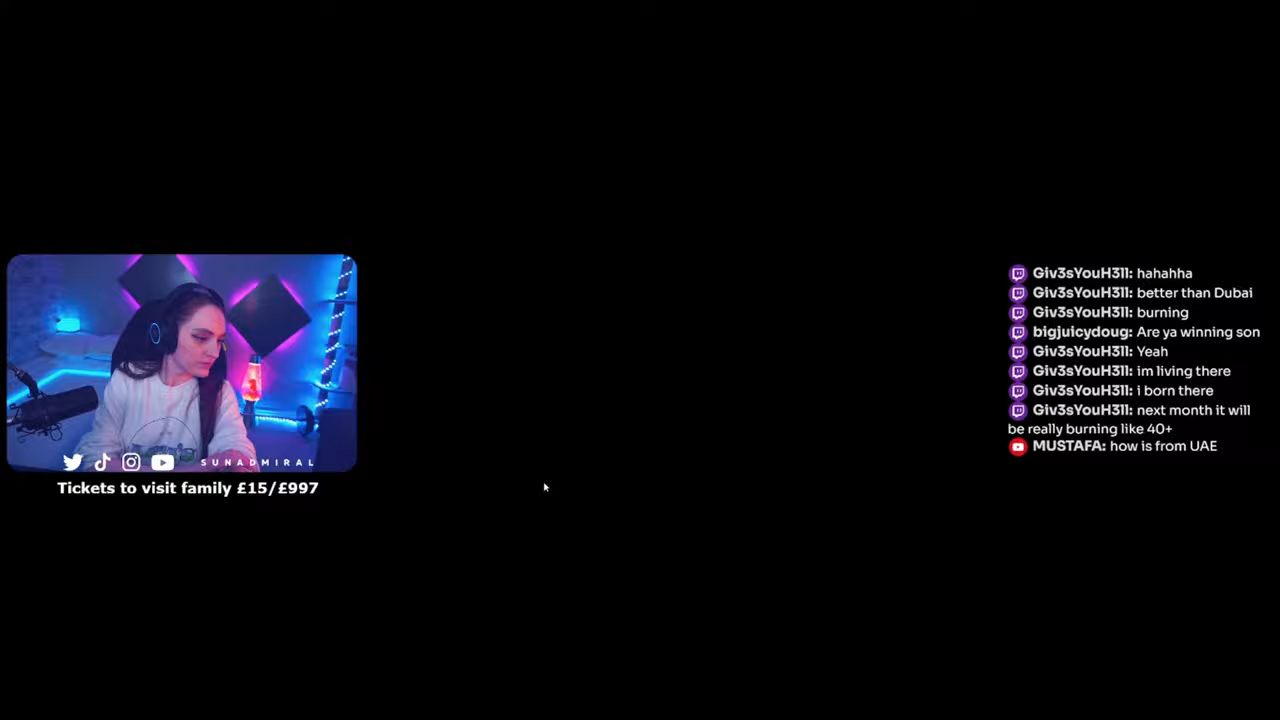 SUNADMIRAL
Tickets to visit family £15/£997
Giv3sYouH3ll: hahahha
Giv3sYouH3ll: better than Dubai
Giv3sYouH3ll: burning
bigjuicydoug: Are ya winning son
Giv3sYouH3ll: Yeah
Giv3sYouH3ll: im living there
Giv3sYouH3ll: i born there
Giv3sYouH3ll: next month it will
be really burning like 40+
MUSTAFA: how is from UAE